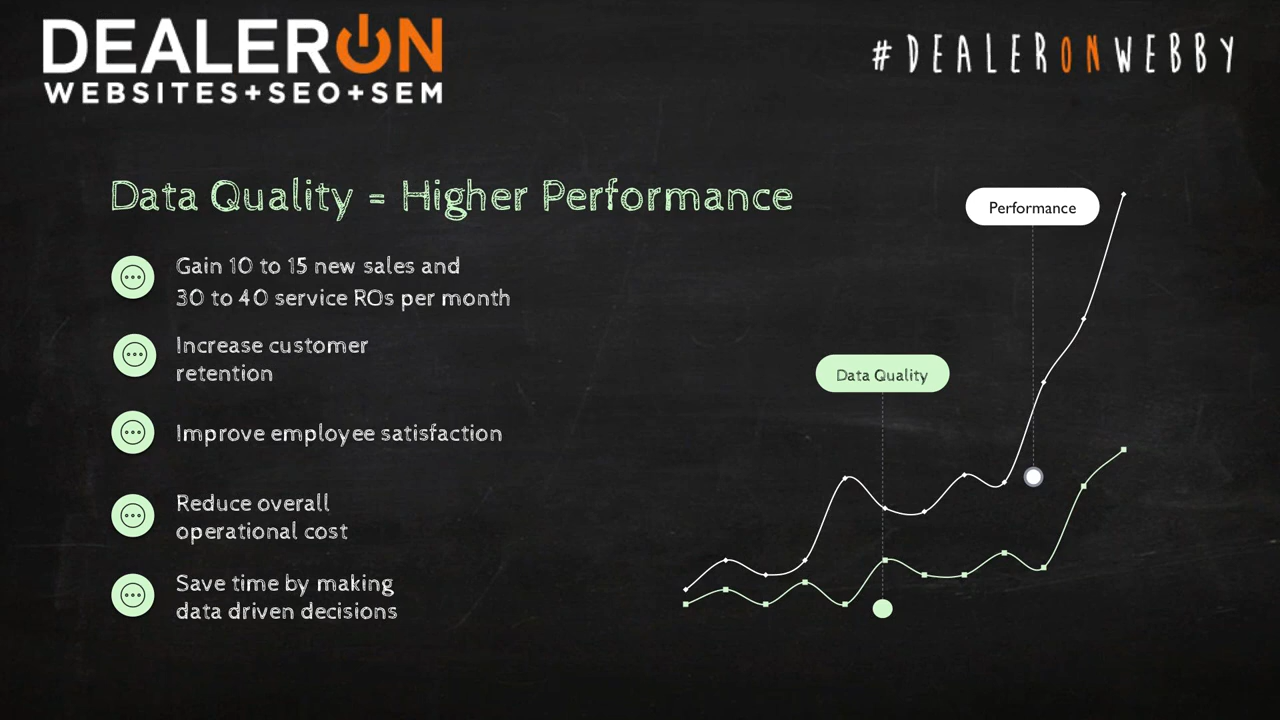 DEALERON
WEBSITES+SEO+SEM
#DEALERONWEBBY
Data Quality = Higher Performance
Gain 10 to 15 new sales and
30 to 40 service ROs per month
Increase customer
retention
Improve employee satisfaction
Reduce overall
operational cost
Save time by making
data driven decisions
Performance
Data Quality